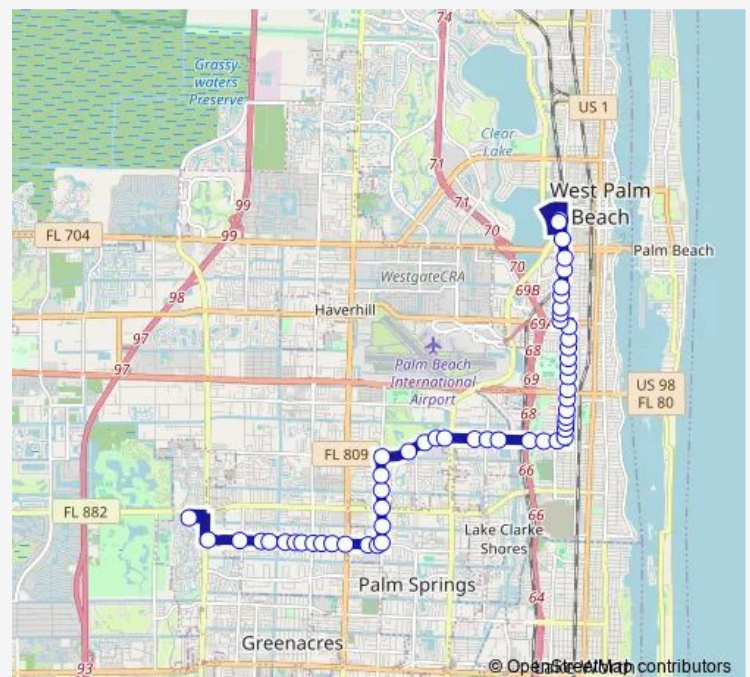 74
Grassy
waters
Preserve
US 1
Clear
Lake
71
99
71
West Palm
Beach
70
FL 704
99
Palm Beach
WestgateCRA
70
98
69B
Haverhill
69A
97
68
Palm Beach
International
Airport
97
69
US 98
FL 80
68
FL 809
66
FL 882
66
Lake Clarke
Shores
Palm Springs
64
Greenacres
93
© OpenStreetMap contributors